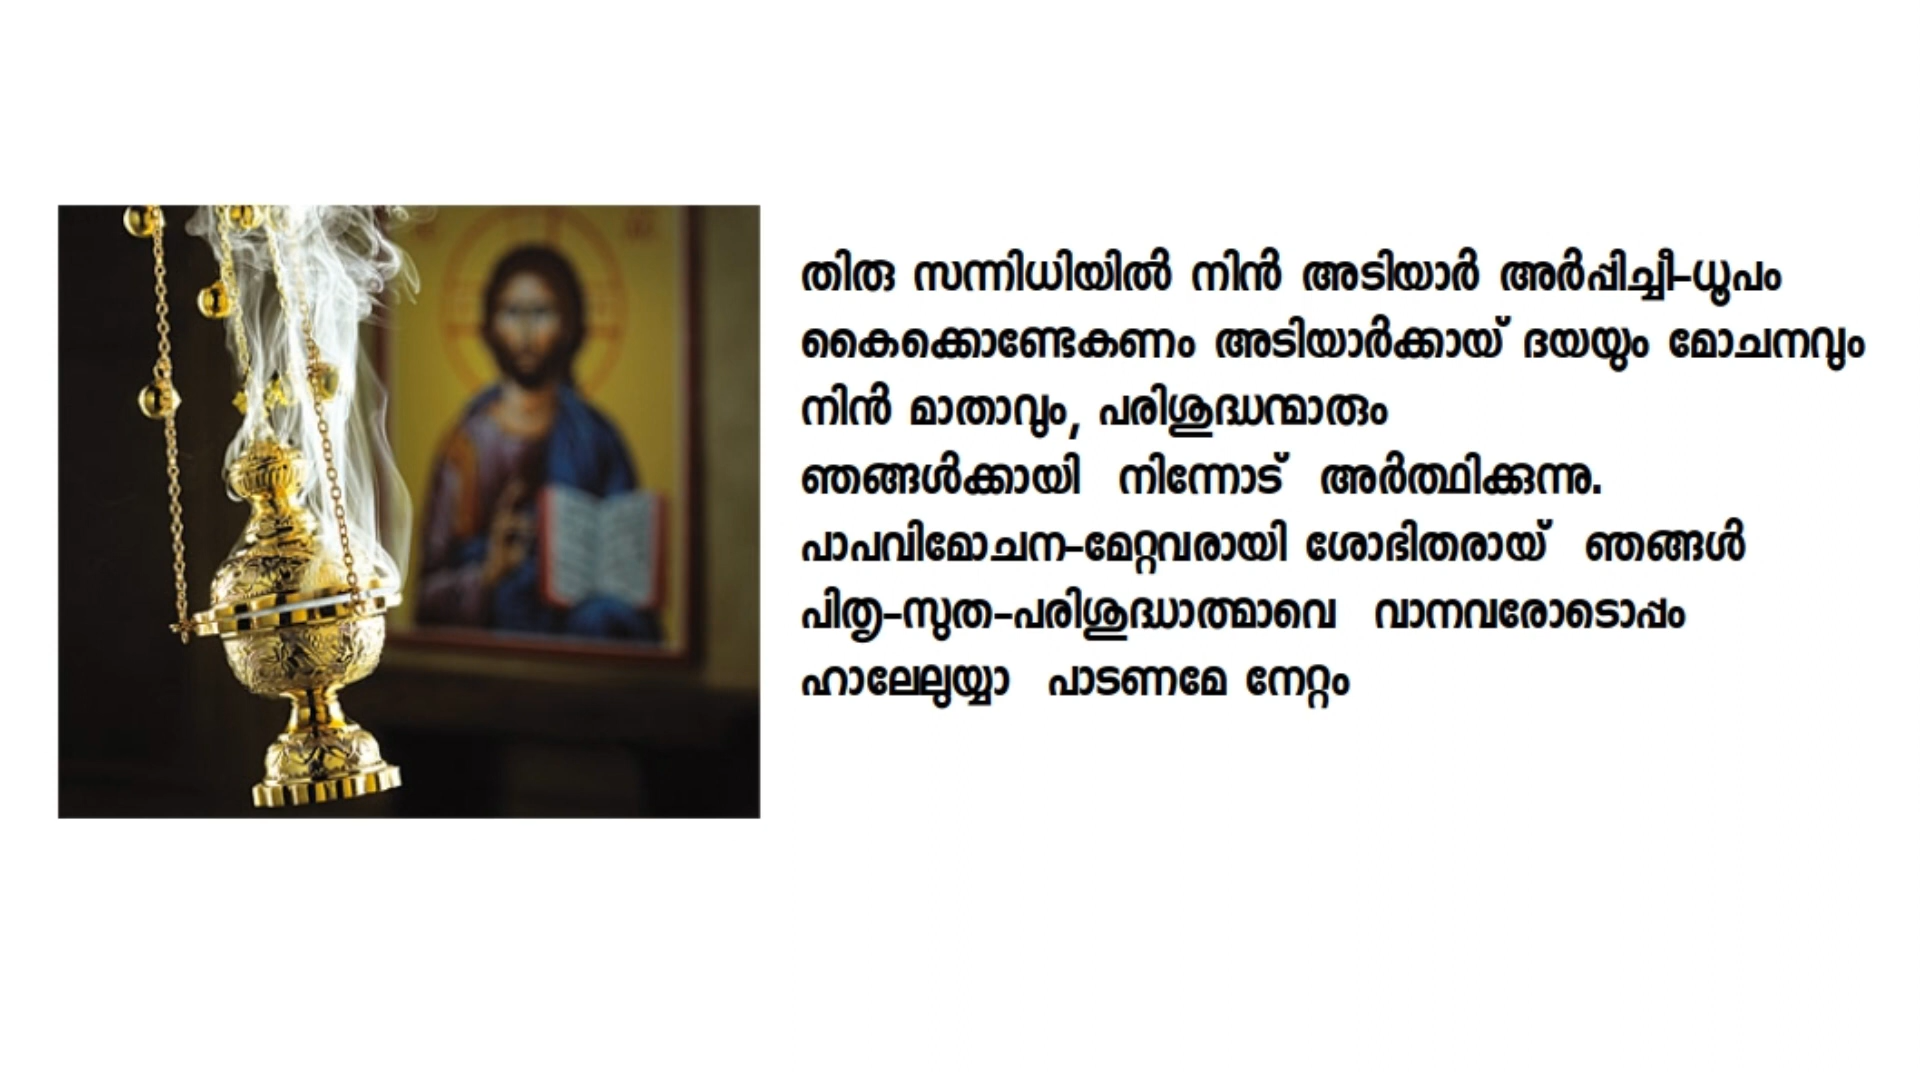 തിരു സന്നിധിയിൽ നിൻ അടിയാർ അർപ്പിച്ചീ-ധൂപം
കൈക്കൊണ്ടേകണം അടിയാർക്കായ് ദയയും മോചനവും
നിൻ മാതാവും, പരിശുദ്ധന്മാരും
ഞങ്ങൾക്കായി നിന്നോട് അർത്ഥിക്കുന്നു.
പാപവിമോചന-മേറ്റവരായി ശോഭിതരായ് ഞങ്ങൾ
പിതൃ-സുത-പരിശുദ്ധാത്മാവെ വാനവരോടൊപ്പം
ഹാലേലുയ്യാ പാടണമേ നേറ്റം